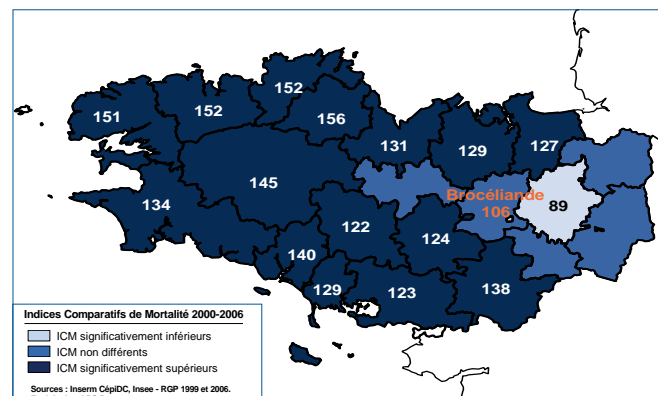 152
151
152
156
131
129
127
145
Brocéliande
106
89
134
122
124
140
129
123
138
Indices Comparatifs de Mortalité 2000-2006
ICM significativement inférieurs
ICM non différents
ICM significativement supérieurs
Sources : Inserm CépiDC, Insee - RGP 1999 et 2006.